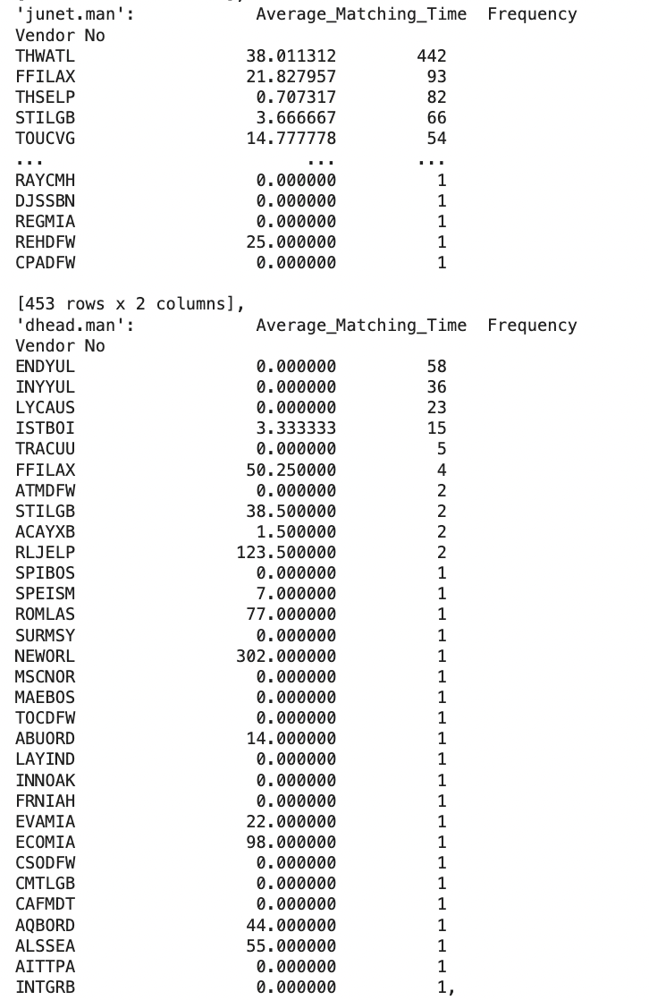 'junet.man': Average_Matching_Time Frequency
Vendor No
THWATL 38.011312 442
FFILAX 21.827957 93
THSELP 0.707317 82
STILGB 3.666667 66
TOUCVG 14.777778 54
... ... ...
RAYCMH 0.000000 1
DJSSBN 0.000000 1
REGMIA 0.000000 1
REHDFW 25.000000 1
CPADFW 0.000000 1
[453 rows x 2 columns],
'dhead.man': Average_Matching_Time Frequency
Vendor No
ENDYUL 0.000000 58
INYYUL 0.000000 36
LYCAUS 0.000000 23
ISTBOI 3.333333 15
TRACUU 0.000000 5
FFILAX 50.250000 4
ATMDFW 0.000000 2
STILGB 38.500000 2
ACAYXB 1.500000 2
RLJELP 123.500000 2
SPIBOS 0.000000 1
SPEISM 7.000000 1
ROMLAS 77.000000 1
SURMSY 0.000000 1
NEWORL 302.000000 1
MSCNOR 0.000000 1
MAEBOS 0.000000 1
TOCDFW 0.000000 1
ABUORD 14.000000 1
LAYIND 0.000000 1
INNOAK 0.000000 1
FRNIAH 0.000000 1
EVAMIA 22.000000 1
ECOMIA 98.000000 1
CSODFW 0.000000 1
CMTLGB 0.000000 1
CAFMDT 0.000000 1
AQBORD 44.000000 1
ALSSEA 55.000000 1
AITTPA 0.000000 1
INTGRB 0.000000 1,